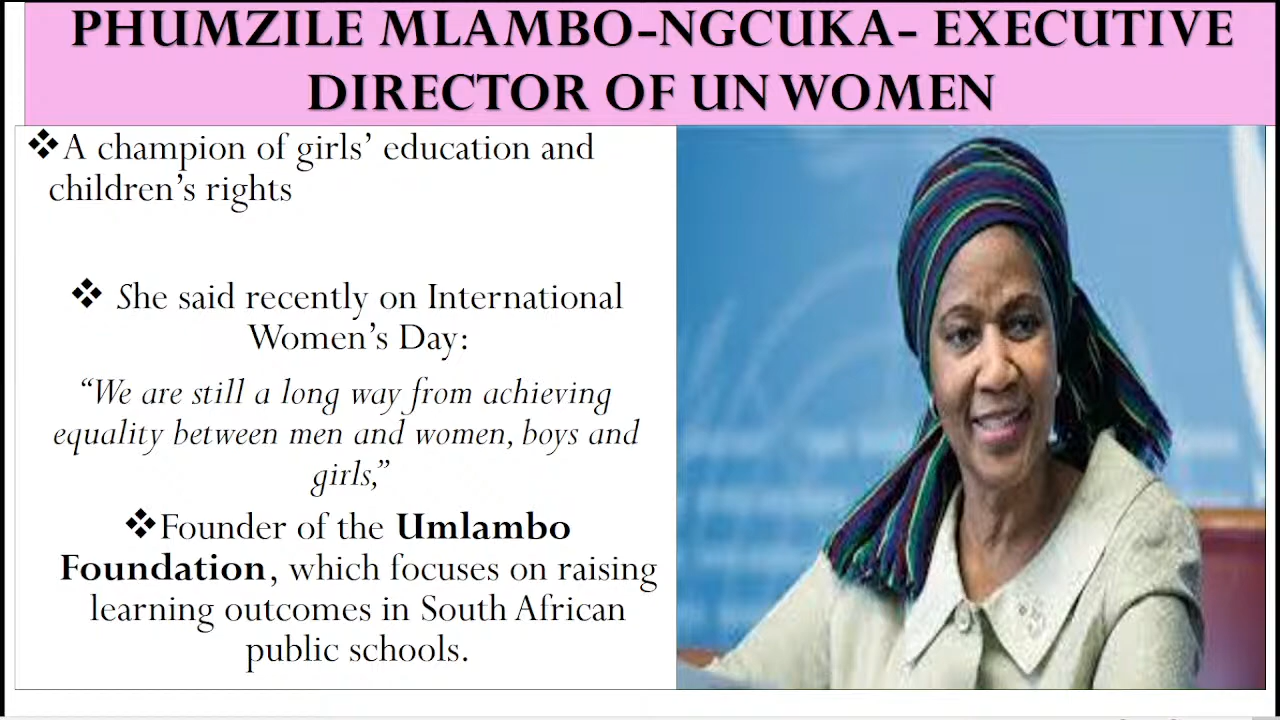 PHUMZILE MLAMBO-NGCUKA- EXECUTIVE
DIRECTOR OF UN WOMEN
❖A champion of girls’ education and
children’s rights
❖ She said recently on International
Women’s Day:
“We are still a long way from achieving
equality between men and women, boys and
girls,”
❖Founder of the Umlambo
Foundation, which focuses on raising
learning outcomes in South African
public schools.